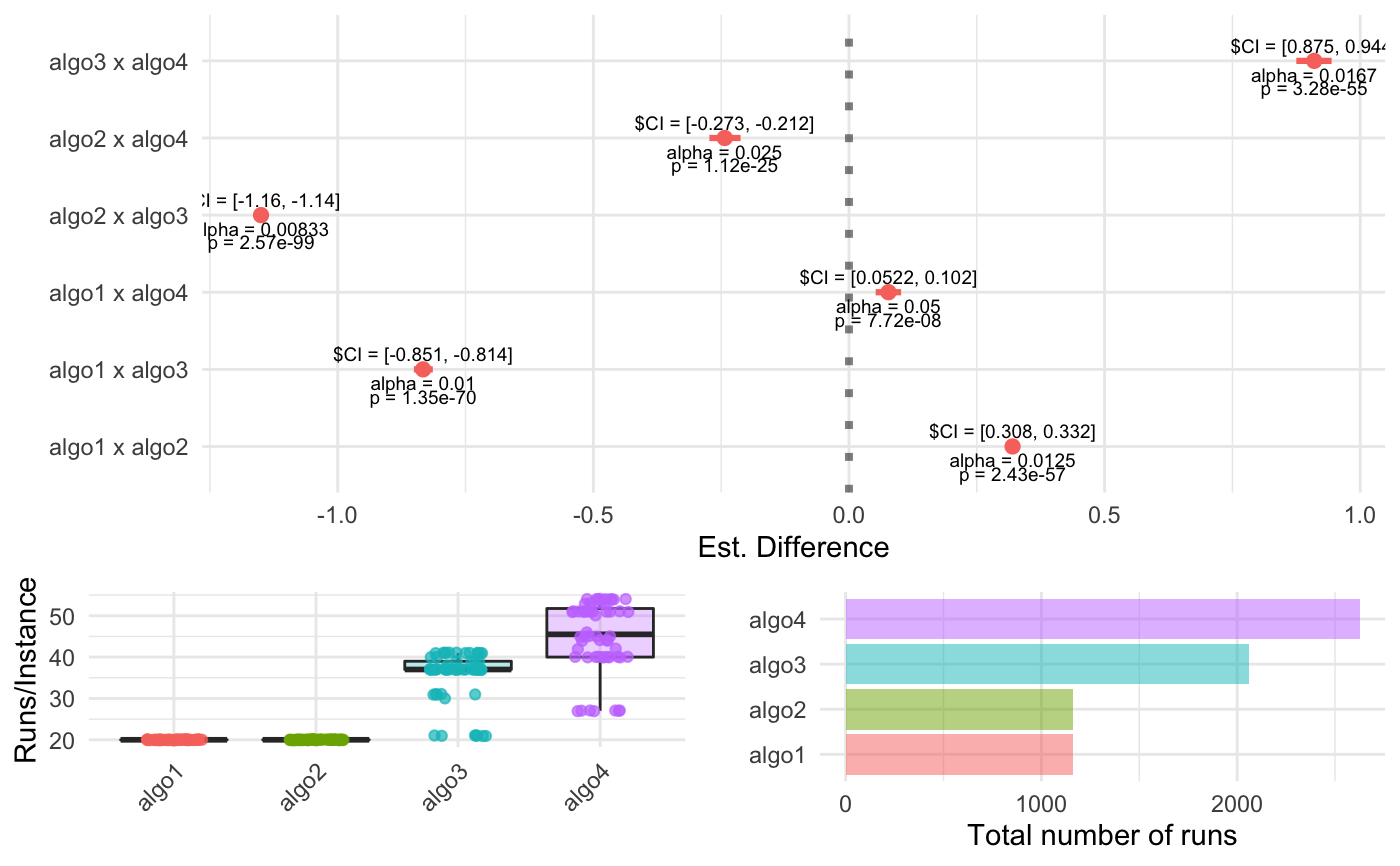 algo3 x algo4
$CI = [0.875, 0.944
alpha = 0.0167
p = 3.28e-55
algo2 x algo4
$CI = [-0.273, -0.212]
alpha = 0.025
p = 1.12e-25
algo2 x algo3
CI = [-1.16, -1.14]
lpha = 0.00833
p = 2.57e-99
algo1 x algo4
$CI = [0.0522, 0.102]
alpha = 0.05
p = 7.72e-08
algo1 x algo3
$CI = [-0.851, -0.814]
alpha = 0.01
p = 1.35e-70
algo1 x algo2
$CI = [0.308, 0.332]
alpha = 0.0125
p = 2.43e-57
-1.0 -0.5 0.0 0.5 1.0
Est. Difference
Runs/Instance
50
40
30
20
algo1 algo2 algo3 algo4
algo4
algo3
algo2
algo1
0 1000 2000
Total number of runs